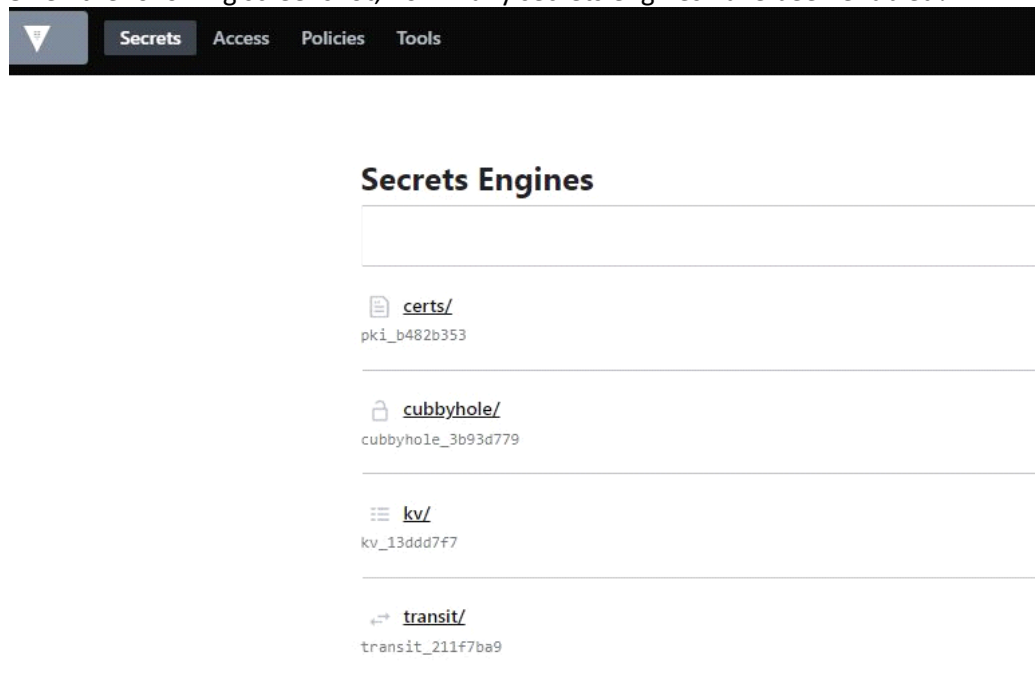 Secrets
Access
Policies
Tools
Secrets Engines
certs/
pki_b482b353
cubbyhole/
cubbyhole_3b93d779
kv/
kv_13ddd7f7
transit/
transit_211f7ba9